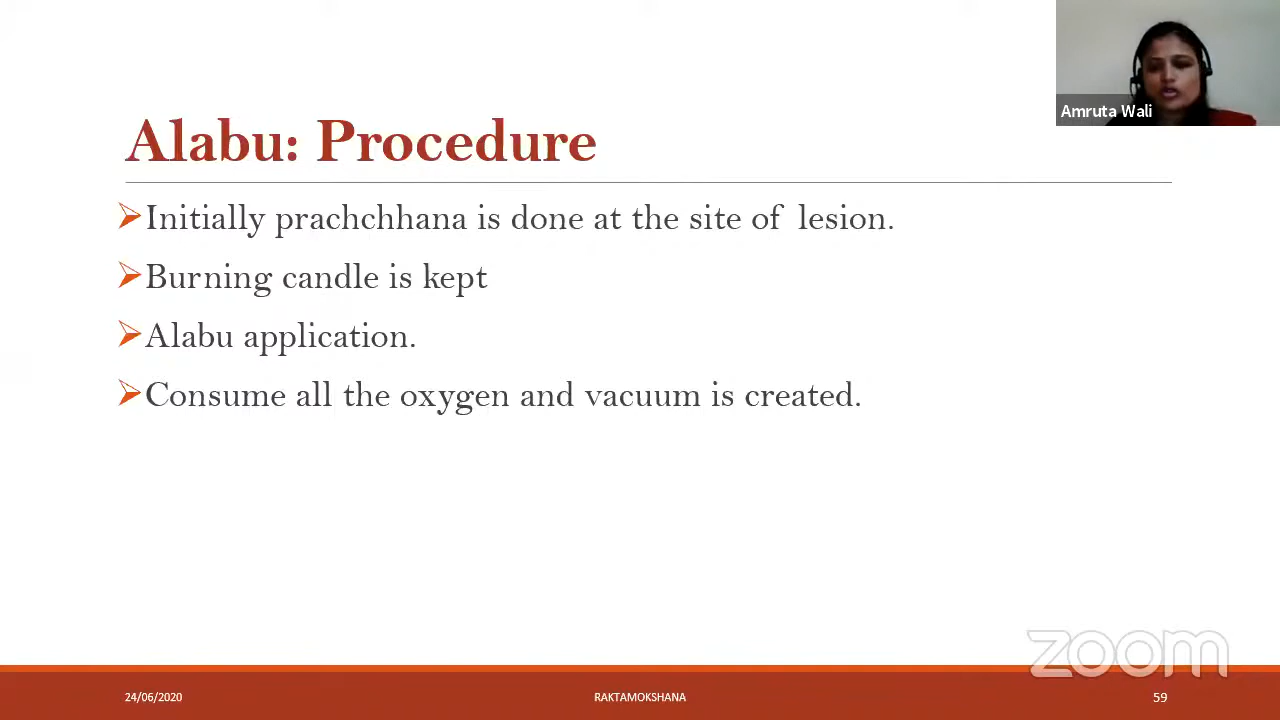 Amruta Wali
Alabu: Procedure
Initially prachchhana is done at the site of lesion.
Burning candle is kept
Alabu application.
Consume all the oxygen and vacuum is created.
zoom
24/06/2020
RAKTAMOKSHANA
59